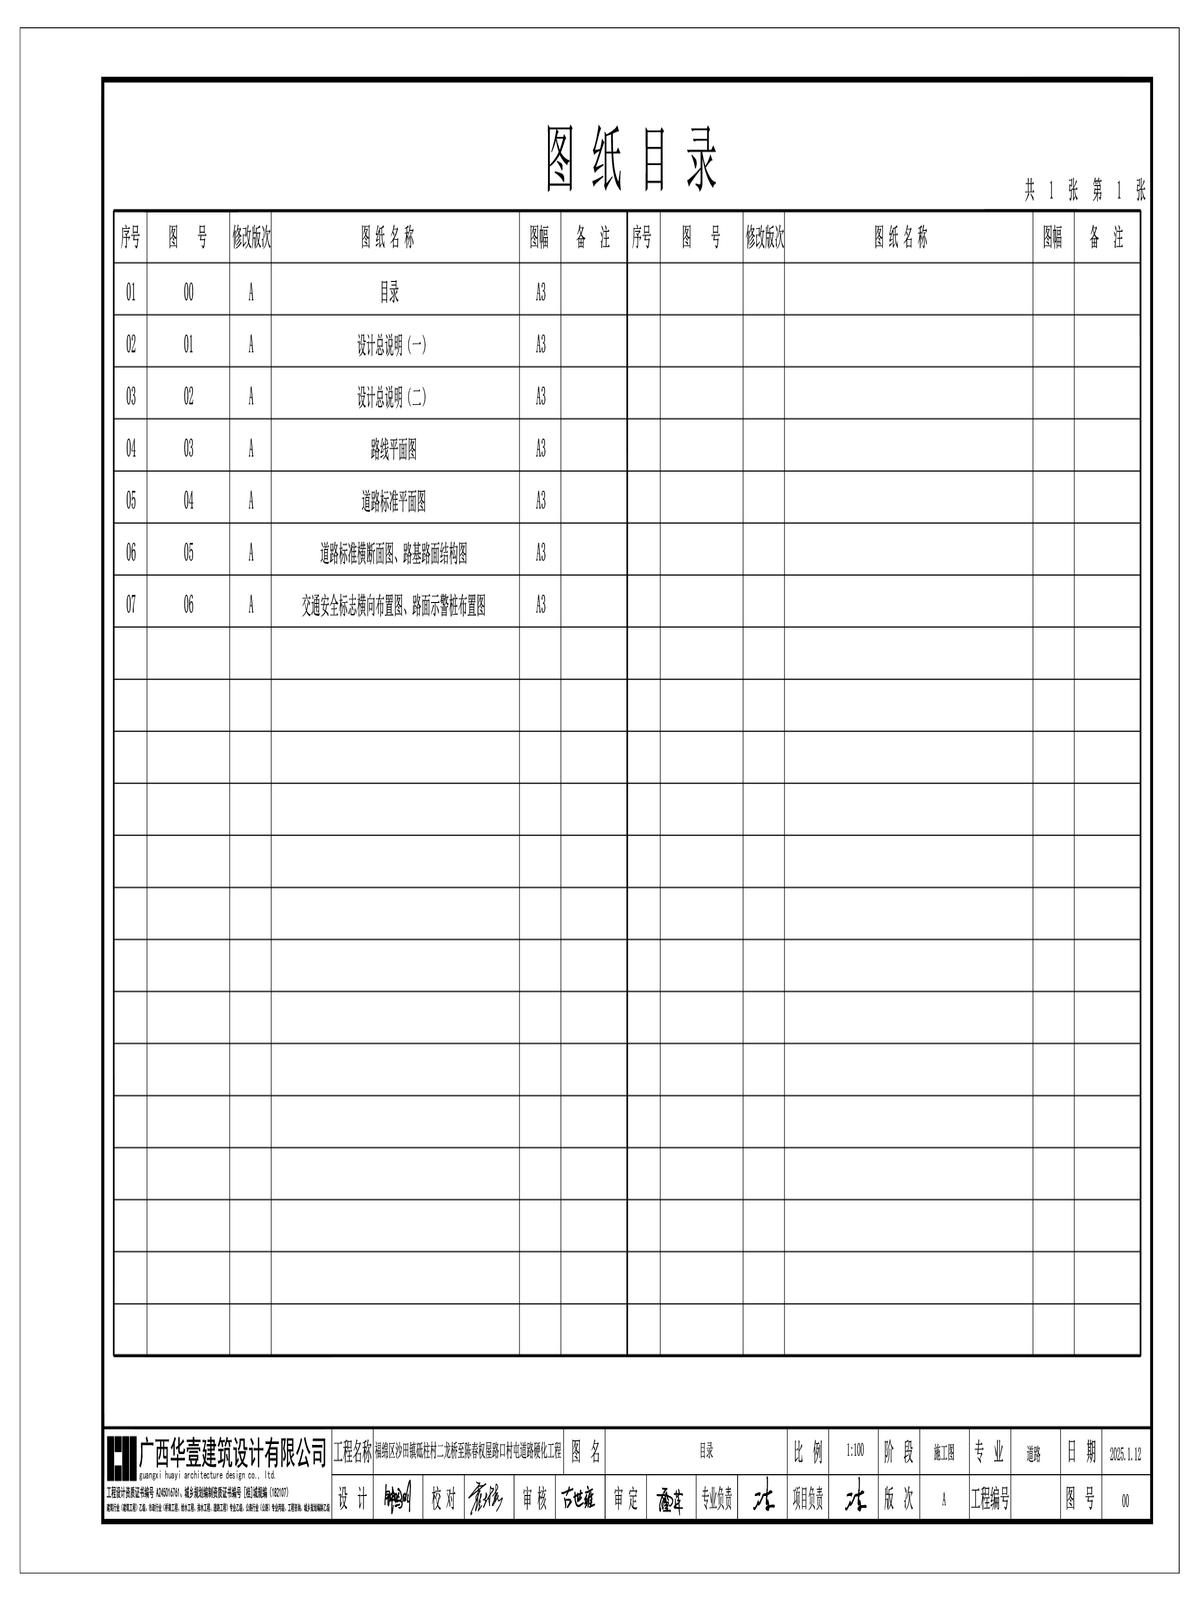 图纸目录
共 1 张 第 1 张
序号 图 号 修改版次 图纸名称 图幅 备 注 序号 图 号 修改版次 图纸名称 图幅 备 注
01 00 A 目录 A3
02 01 A 设计总说明（一） A3
03 02 A 设计总说明（二） A3
04 03 A 路线平面图 A3
05 04 A 道路标准平面图 A3
06 05 A 道路标准横断面图、路基路面结构图 A3
07 06 A 交通安全标志横向布置图、路面示警桩布置图 A3
广西华壹建筑设计有限公司
guangxi huayi architecture design co., ltd.
工程设计资质证书编号 A245016761、城乡规划编制资质证书编号 [桂]城规编（182107）
工程名称 福绵区沙田镇砥柱村二龙桥至陈春权屋路口村屯道路硬化工程 图 名 目录 比 例 1:100 阶 段 施工图 专 业 道路 日 期 2025.1.12
设 计 校 对 审 核 审 定 专业负责 项目负责 版 次 A 工程编号 图 号 00